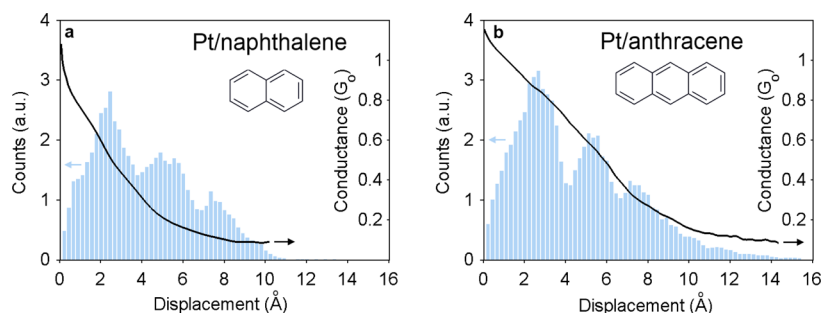 a
Pt/naphthalene
Counts (a.u.)
4
3
2
1
0
Conductance (G₀)
1
0.8
0.6
0.4
0.2
0 2 4 6 8 10 12 14 16
Displacement (Å)
b
Pt/anthracene
Counts (a.u.)
4
3
2
1
0
Conductance (G₀)
1
0.8
0.6
0.4
0.2
0 2 4 6 8 10 12 14 16
Displacement (Å)